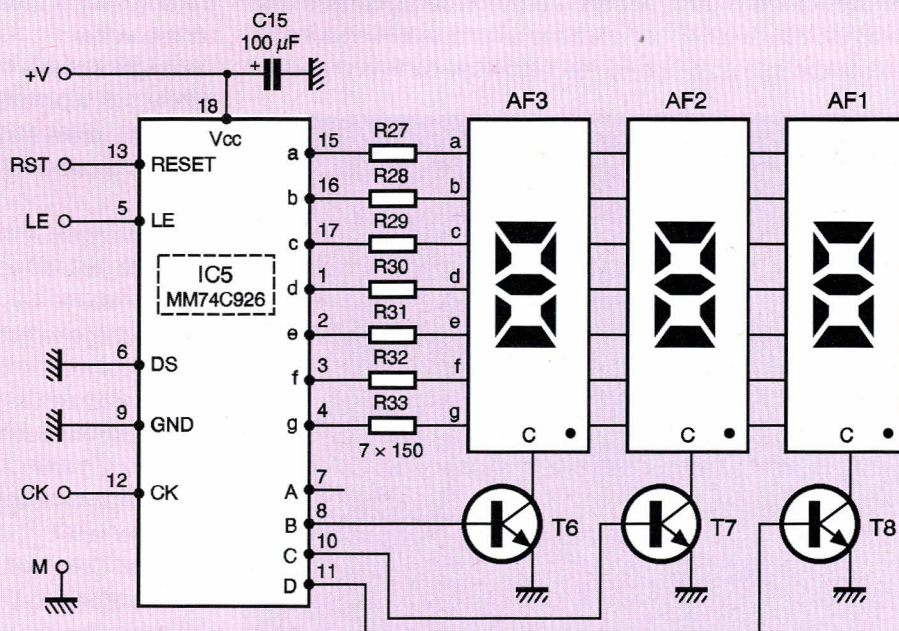 C15
100 µF
+
+V
18
Vcc
AF3
AF2
AF1
RST
13
RESET
a
15
R27
a
b
16
R28
b
LE
5
LE
c
17
R29
c
IC5
MM74C926
d
1
R30
d
e
2
R31
e
6
DS
f
3
R32
f
9
GND
g
4
R33
g
7 × 150
C
C
C
CK
12
CK
A
7
B
8
T6
T7
T8
C
10
D
11
M